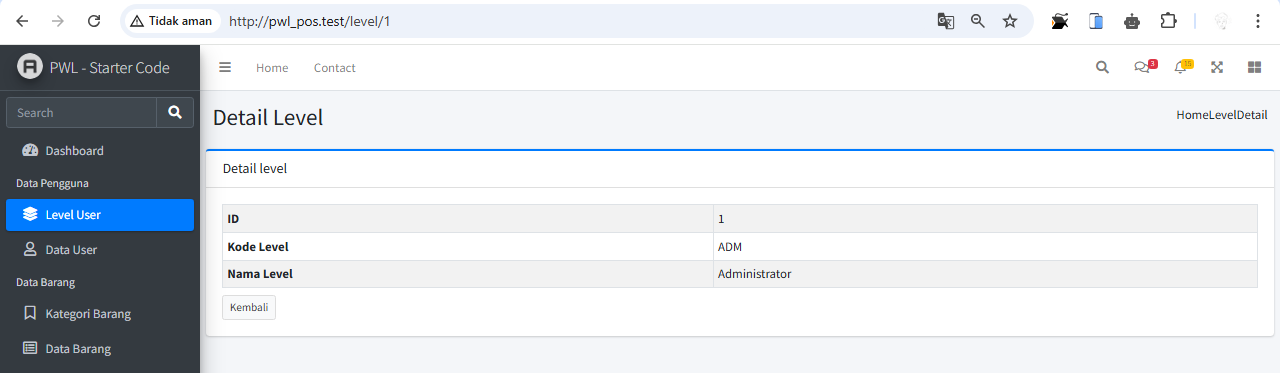 Tidak aman http://pwl_pos.test/level/1
PWL - Starter Code
Home Contact 3 15
Search
Detail Level
HomeLevelDetail
Dashboard
Data Pengguna
Level User
Data User
Data Barang
Kategori Barang
Data Barang
Detail level
ID 1
Kode Level ADM
Nama Level Administrator
Kembali